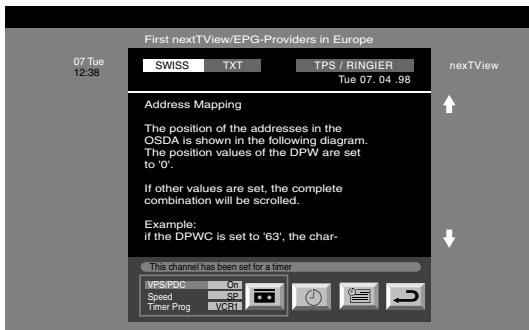 First nextTView/EPG-Providers in Europe
07 Tue
12:38
SWISS TXT TPS / RINGIER
Tue 07. 04 .98
nexTView
Address Mapping
The position of the addresses in the
OSDA is shown in the following diagram.
The position values of the DPW are set
to '0'.
If other values are set, the complete
combination will be scrolled.
Example:
if the DPWC is set to '63', the char-
This channel has been set for a timer
VPS/PDC On
Speed SP
Timer Prog VCR1